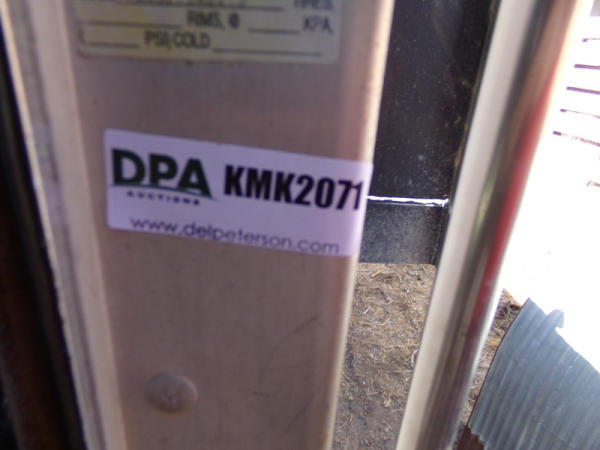 TIRES,
RIMS, @ KPA,
PSI/COLD
DPA
AUCTIONS
KMK2071
www.delpeterson.com